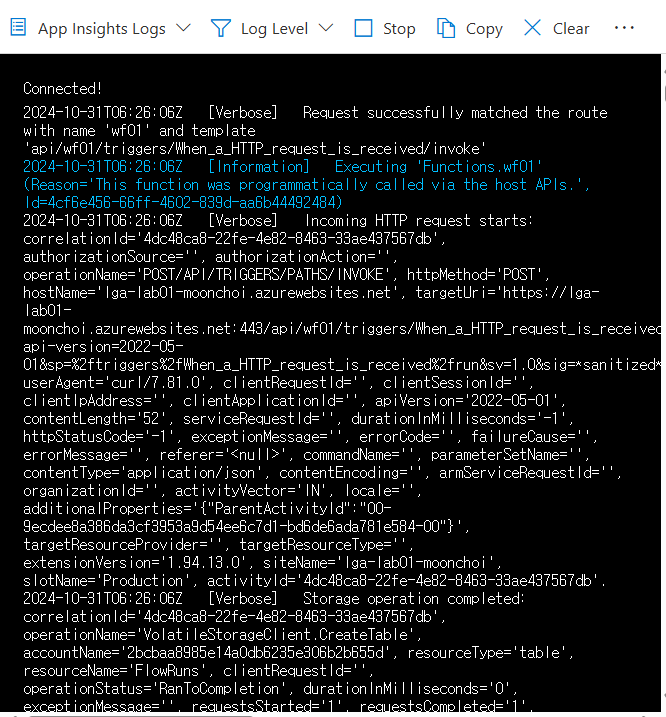 App Insights Logs Log Level Stop Copy Clear ...
Connected!
2024-10-31T06:26:06Z [Verbose] Request successfully matched the route
with name 'wf01' and template
'api/wf01/triggers/When_a_HTTP_request_is_received/invoke'
2024-10-31T06:26:06Z [Information] Executing 'Functions.wf01'
(Reason='This function was programmatically called via the host APIs.',
Id=4cf6e456-66ff-4602-839d-aa6b44492484)
2024-10-31T06:26:06Z [Verbose] Incoming HTTP request starts:
correlationId='4dc48ca8-22fe-4e82-8463-33ae437567db',
authorizationSource='', authorizationAction='',
operationName='POST/API/TRIGGERS/PATHS/INVOKE', httpMethod='POST',
hostName='lga-lab01-moonchoi.azurewebsites.net', targetUri='https://lga-
lab01-
moonchoi.azurewebsites.net:443/api/wf01/triggers/When_a_HTTP_request_is_received
api-version=2022-05-
01&sp=%2ftriggers%2fWhen_a_HTTP_request_is_received%2frun&sv=1.0&sig=*sanitized*
userAgent='curl/7.81.0', clientRequestId='', clientSessionId='',
clientIpAddress='', clientApplicationId='', apiVersion='2022-05-01',
contentLength='52', serviceRequestId='', durationInMilliseconds='-1',
httpStatusCode='-1', exceptionMessage='', errorCode='', failureCause='',
errorMessage='', referer='<null>', commandName='', parameterSetName='',
contentType='application/json', contentEncoding='', armServiceRequestId='',
organizationId='', activityVector='IN', locale='',
additionalProperties='{"ParentActivityId":"00-
9ecdee8a386da3cf3953a9d54ee6c7d1-bd6de6ada781e584-00"}',
targetResourceProvider='', targetResourceType='',
extensionVersion='1.94.13.0', siteName='lga-lab01-moonchoi',
slotName='Production', activityId='4dc48ca8-22fe-4e82-8463-33ae437567db'.
2024-10-31T06:26:06Z [Verbose] Storage operation completed:
correlationId='4dc48ca8-22fe-4e82-8463-33ae437567db',
operationName='VolatileStorageClient.CreateTable',
accountName='2bcbaa8985e14a0db6235e306b2b655d', resourceType='table',
resourceName='FlowRuns', clientRequestId='',
operationStatus='RanToCompletion', durationInMilliseconds='0',
exceptionMessage='', requestsStarted='1', requestsCompleted='1',